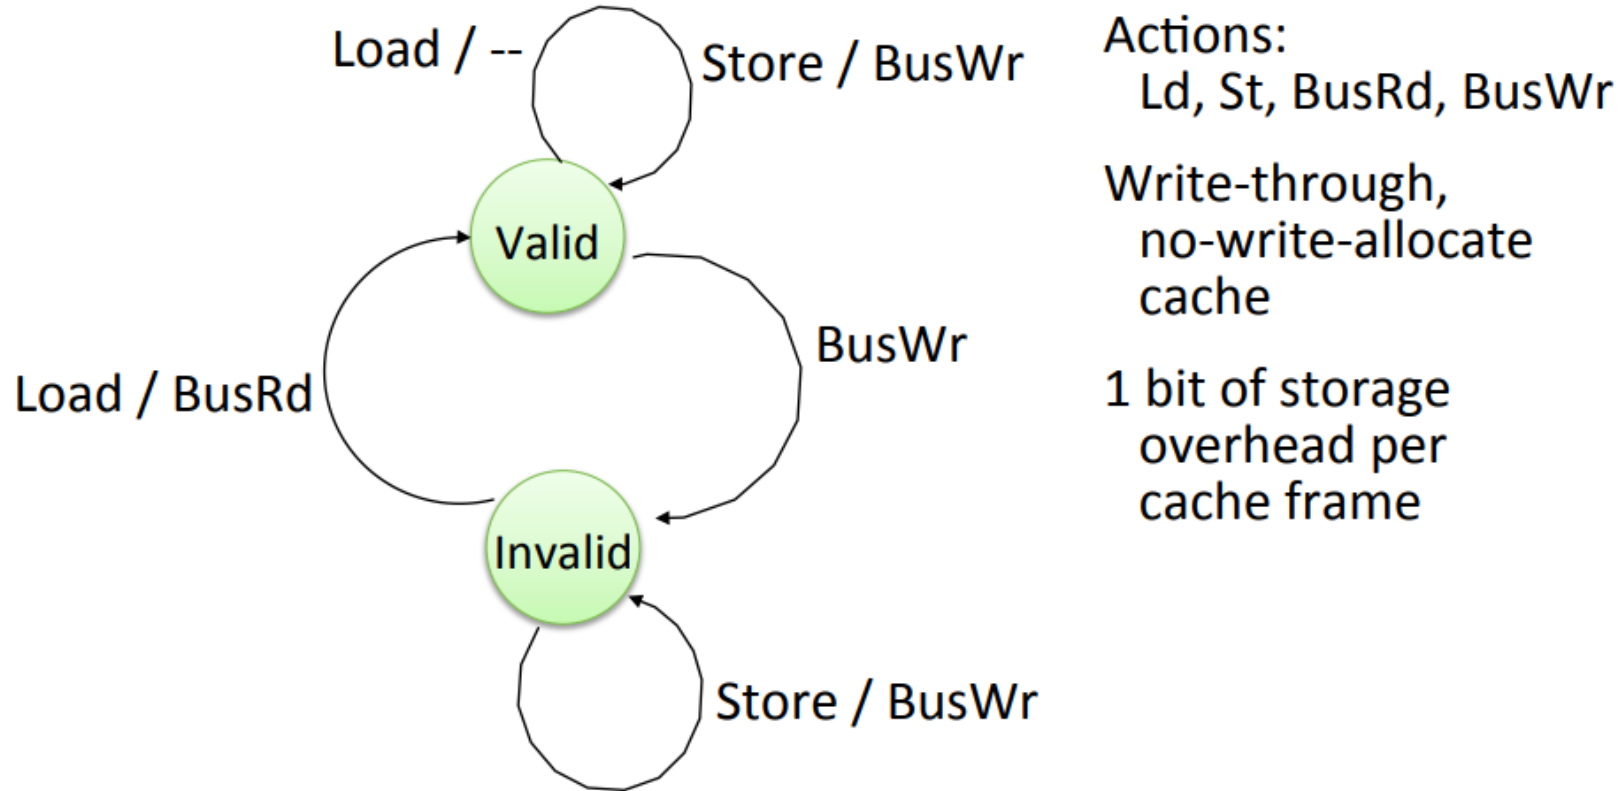 Load / --
Store / BusWr
Valid
BusWr
Load / BusRd
Invalid
Store / BusWr
Actions:
Ld, St, BusRd, BusWr
Write-through,
no-write-allocate
cache
1 bit of storage
overhead per
cache frame